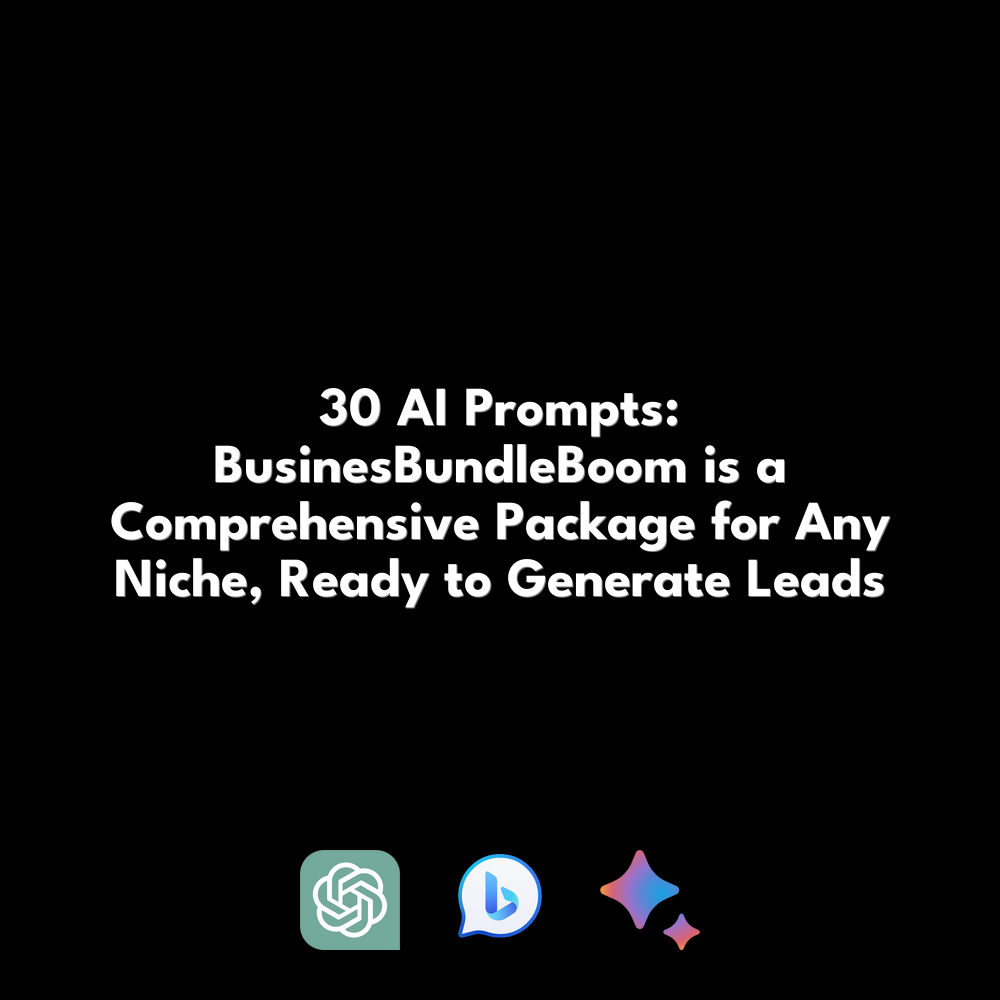 30 AI Prompts:
BusinesBundleBoom is a
Comprehensive Package for Any
Niche, Ready to Generate Leads